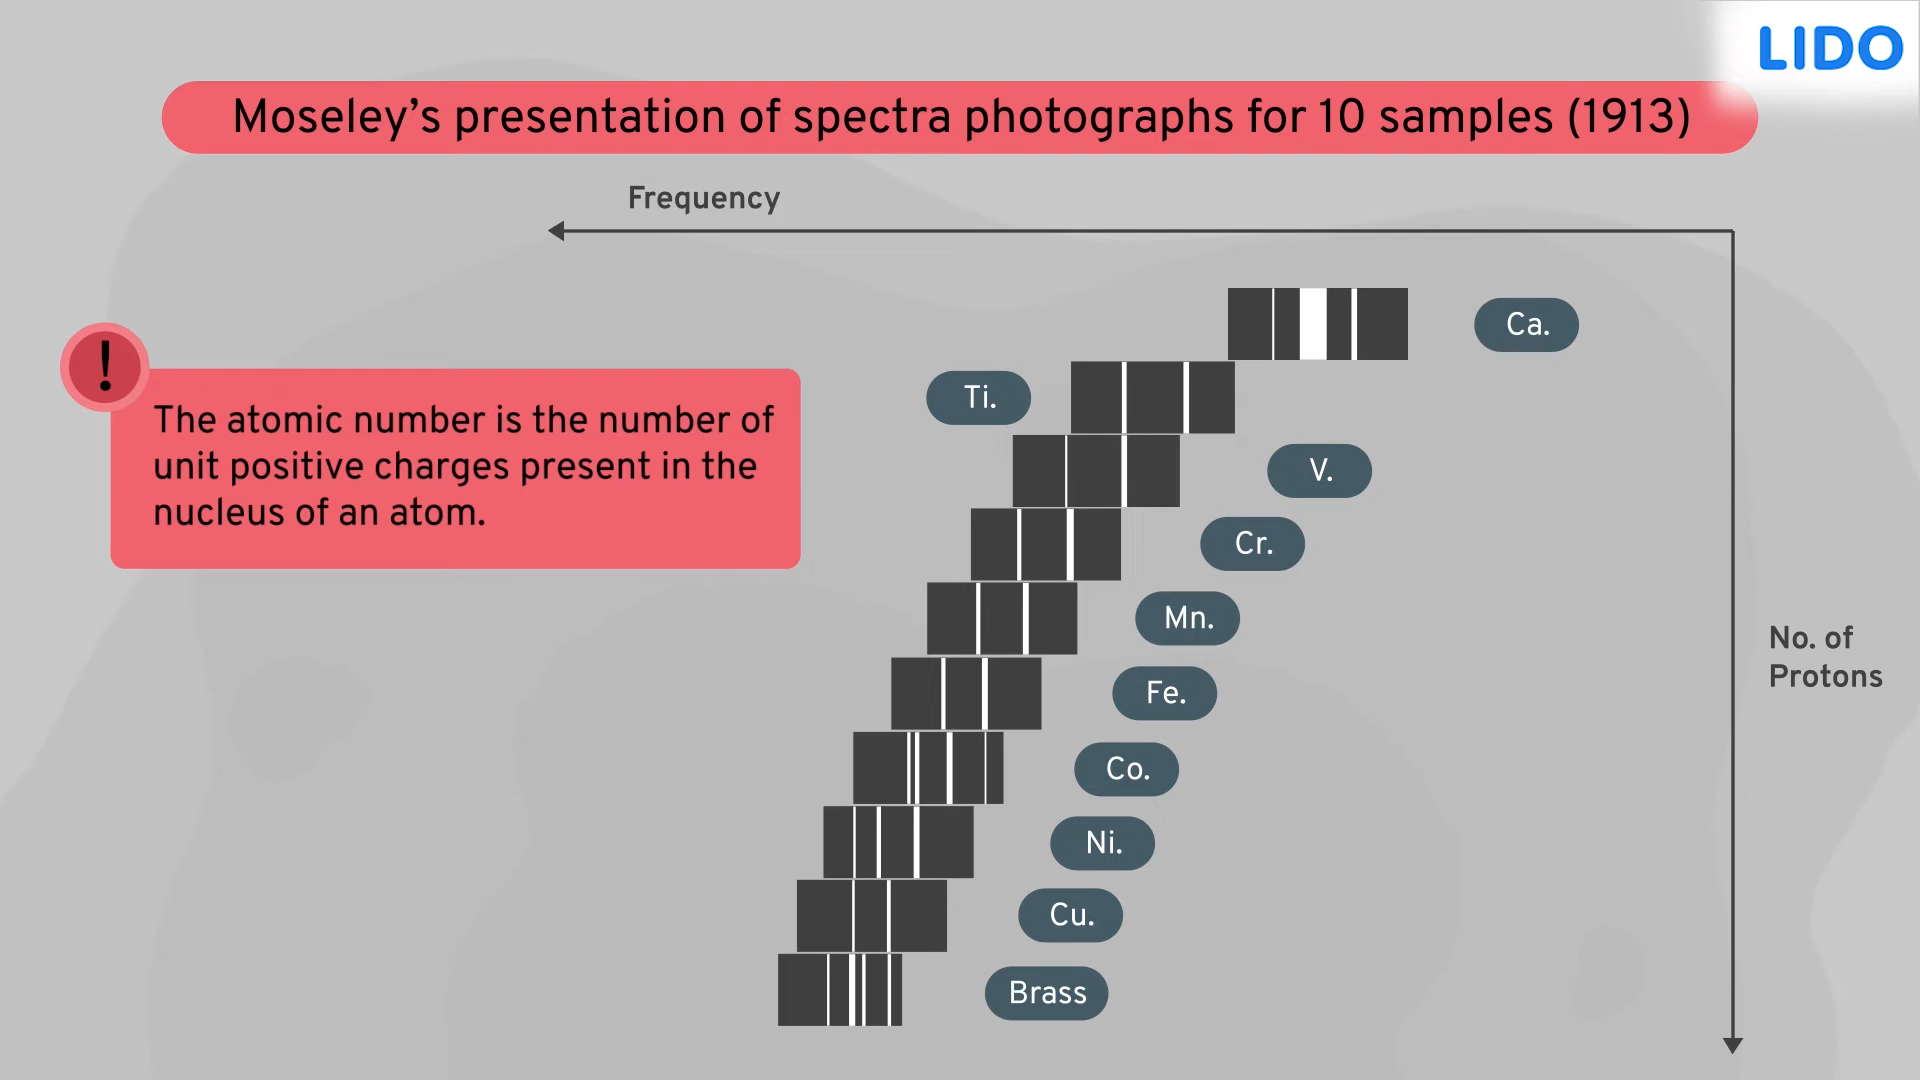 LIDO
Moseley’s presentation of spectra photographs for 10 samples (1913)
Frequency
Ca.
!
Ti.
The atomic number is the number of
unit positive charges present in the
nucleus of an atom.
V.
Cr.
Mn.
No. of
Protons
Fe.
Co.
Ni.
Cu.
Brass